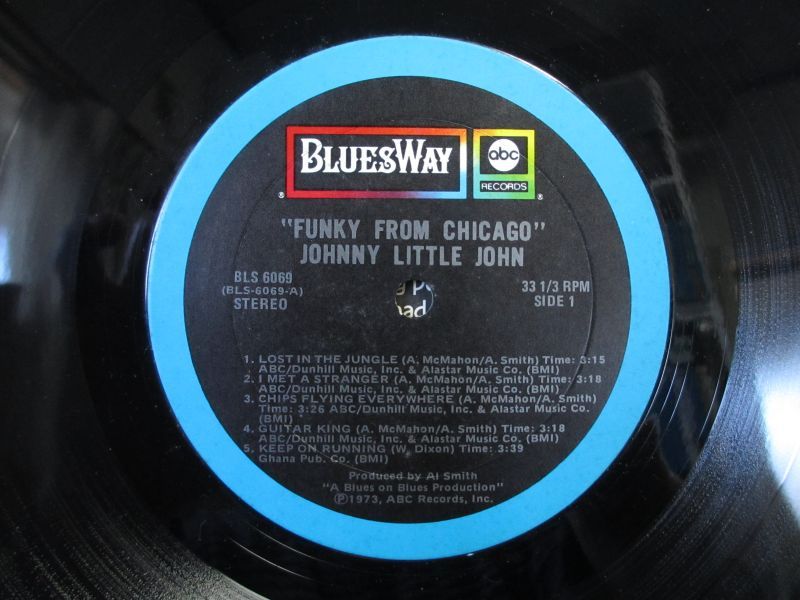 BLUESWAY
abc
RECORDS
®
®
"FUNKY FROM CHICAGO"
JOHNNY LITTLE JOHN
BLS 6069
(BLS-6069-A)
STEREO
33 1/3 RPM
SIDE 1
ad
1. LOST IN THE JUNGLE (A. McMahon/A. Smith) Time: 3:15
ABC/Dunhill Music, Inc. & Alastar Music Co. (BMI)
2. I MET A STRANGER (A. McMahon/A. Smith) Time: 3:18
ABC/Dunhill Music, Inc. & Alastar Music Co. (BMI)
3. CHIPS FLYING EVERYWHERE (A. McMahon/A. Smith)
Time: 3:26 ABC/Dunhill Music, Inc. & Alastar Music Co.
(BMI)
4. GUITAR KING (A. McMahon/A. Smith) Time: 3:18
ABC/Dunhill Music, Inc. & Alastar Music Co. (BMI)
5. KEEP ON RUNNING (W. Dixon) Time: 3:39
Ghana Pub. Co. (BMI)
Produced by Al Smith
"A Blues on Blues Production"
Ⓟ1973, ABC Records, Inc.